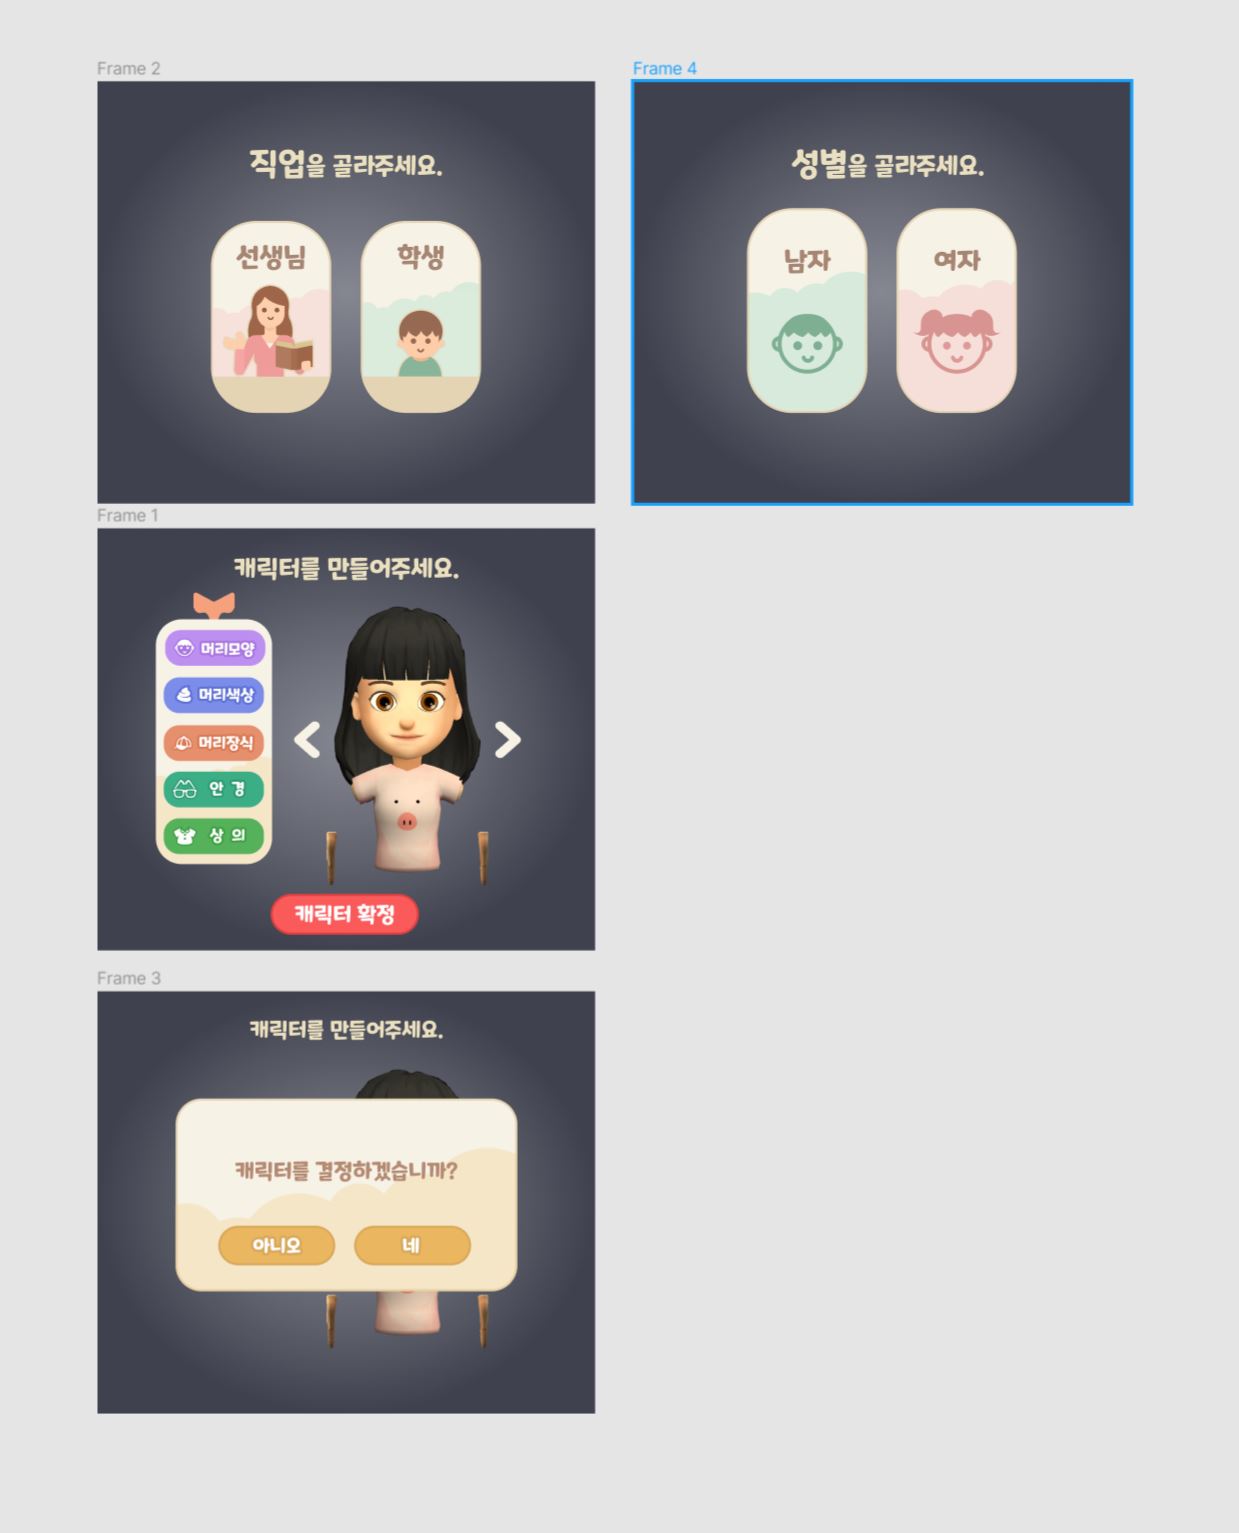 Frame 2
직업을 골라주세요.
선생님
학생
Frame 4
성별을 골라주세요.
남자
여자
Frame 1
캐릭터를 만들어주세요.
머리모양
머리색상
머리장식
안 경
상 의
캐릭터 확정
Frame 3
캐릭터를 만들어주세요.
캐릭터를 결정하겠습니까?
아니오
네